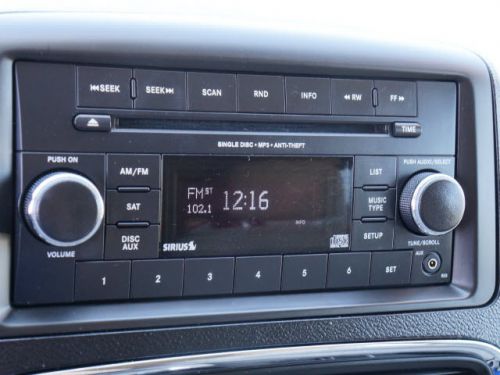 |<<SEEK SEEK>>| SCAN RND INFO <<RW FF>>
TIME
SINGLE DISC • MP3 • ANTI-THEFT
PUSH ON
AM/FM
LIST
PUSH AUDIO/SELECT
FM ST
12:16
102.1
SAT
MUSIC TYPE
INFO
DISC AUX
SETUP
SIRIUS
VOLUME
TUNE/SCROLL
1 2 3 4 5 6 SET
AUX